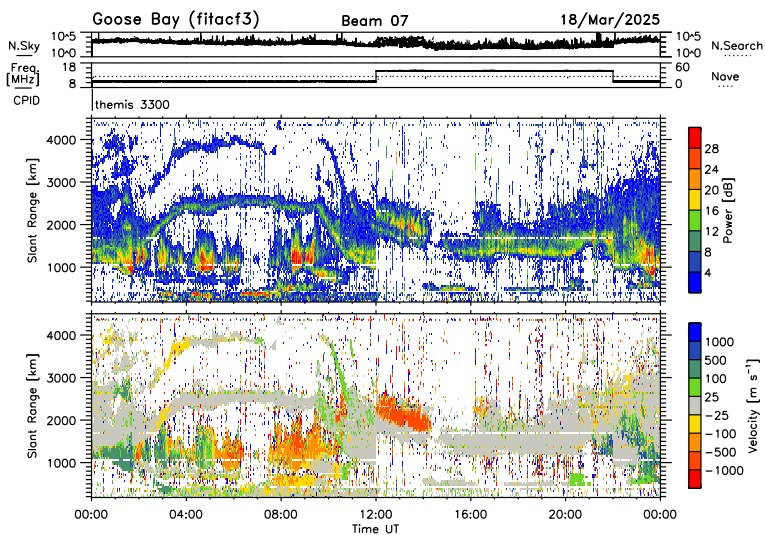 Goose Bay (fitacf3) Beam 07 18/Mar/2025
N.Sky 10^5 10^0 10^5 10^0 N.Search
Freq. [MHz] 18 8 60 0 Nave
CPID themis 3300
Slant Range [km] 4000 3000 2000 1000
Power [dB] 28 24 20 16 12 8 4
Slant Range [km] 4000 3000 2000 1000
Velocity [m s⁻¹] 1000 500 100 25 −25 −100 −500 −1000
00:00 04:00 08:00 12:00 16:00 20:00 00:00
Time UT